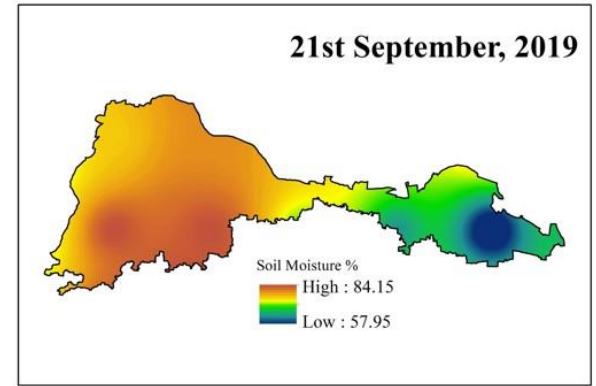 21st September, 2019
Soil Moisture %
High : 84.15
Low : 57.95